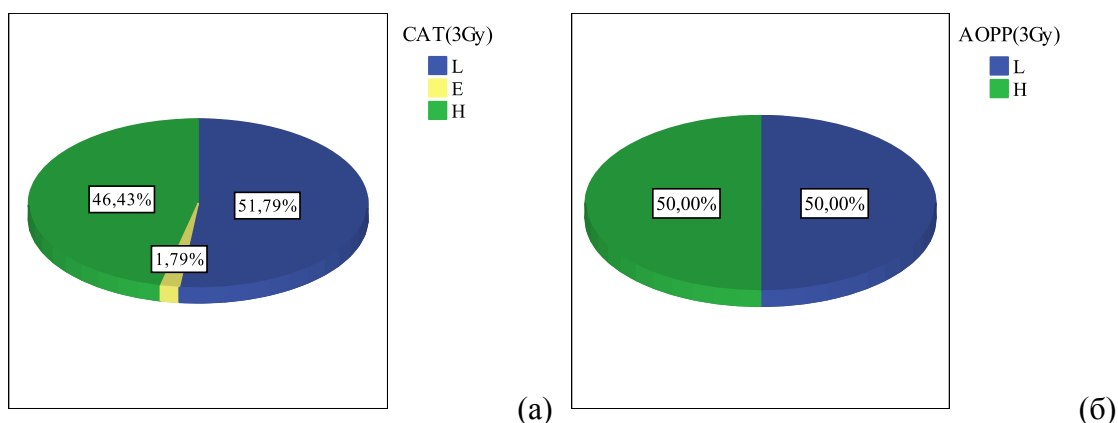 CAT(3Gy)
L
E
H
46,43%
51,79%
1,79%
(а)
AOPP(3Gy)
L
H
50,00%
50,00%
(б)